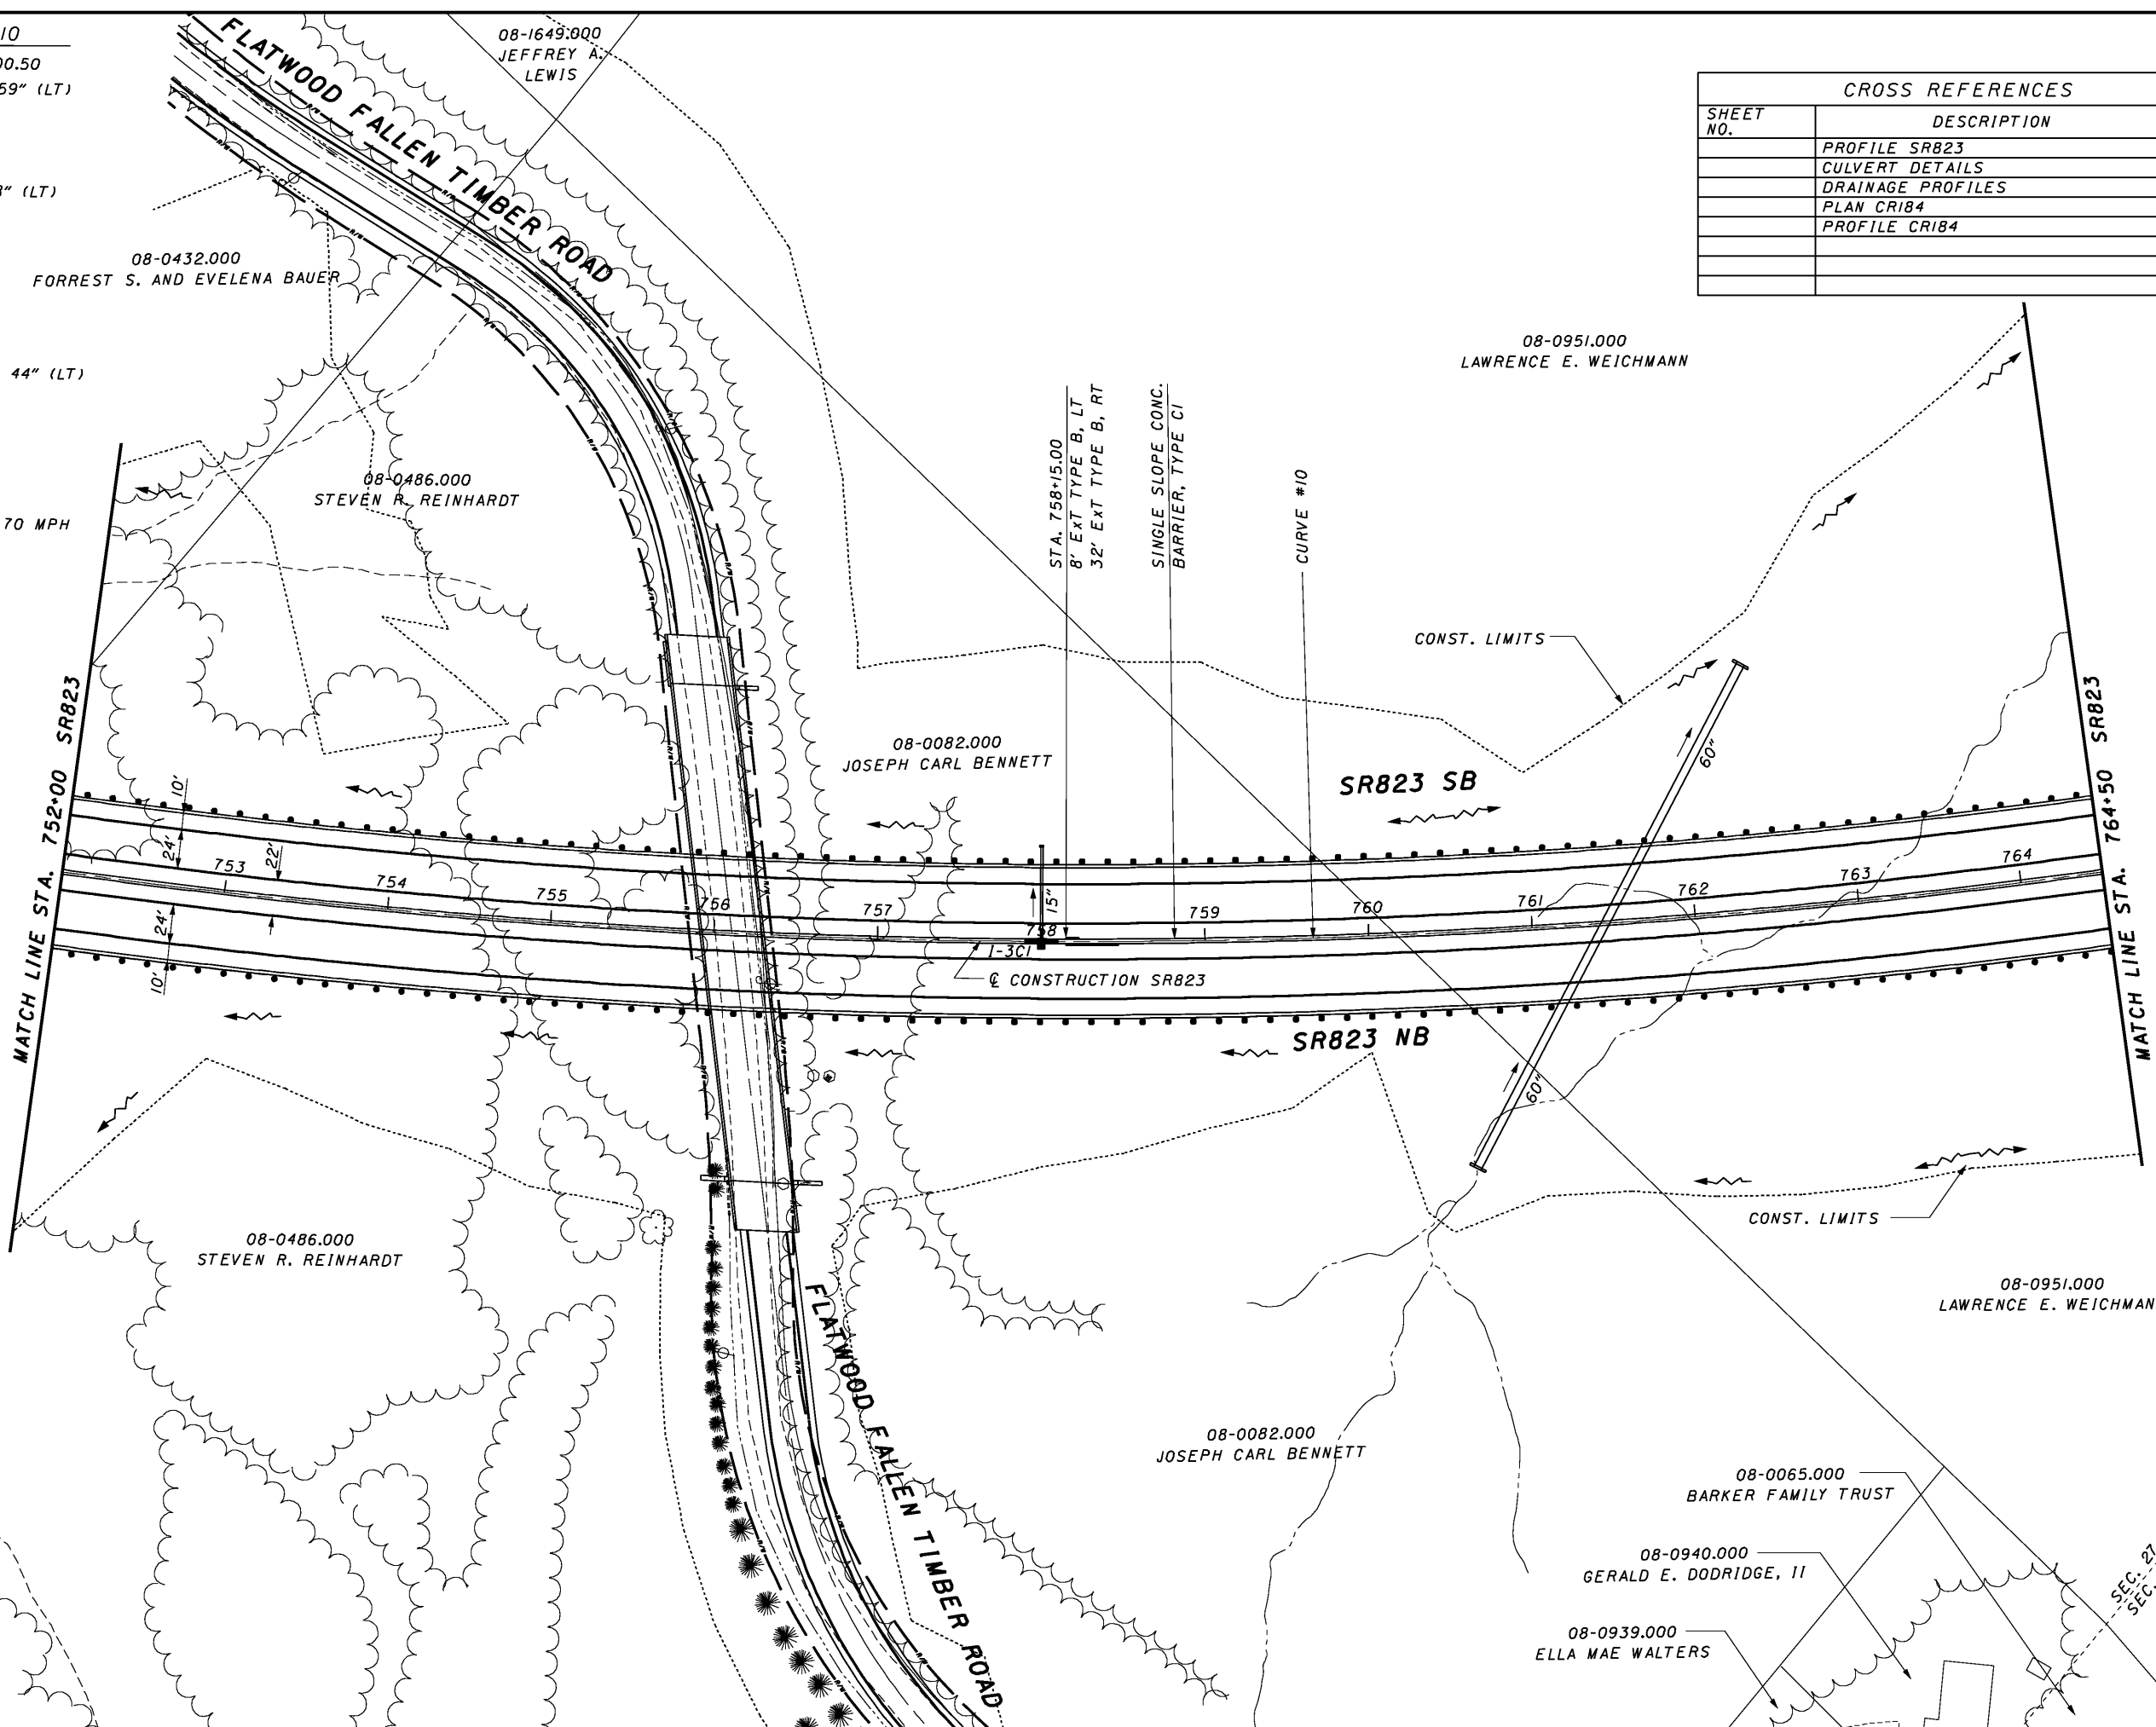 10
00.50
59" (LT)
" (LT)
44" (LT)
70 MPH
FLATWOOD FALLEN TIMBER ROAD
08-1649.000
JEFFREY A.
LEWIS
CROSS REFERENCES
SHEET
NO.
DESCRIPTION
PROFILE SR823
CULVERT DETAILS
DRAINAGE PROFILES
PLAN CR184
PROFILE CR184
08-0432.000
FORREST S. AND EVELENA BAUER
08-0951.000
LAWRENCE E. WEICHMANN
08-0486.000
STEVEN R. REINHARDT
STA. 758+15.00
8' EXT TYPE B, LT
32' EXT TYPE B, RT
SINGLE SLOPE CONC.
BARRIER, TYPE C1
CURVE #10
CONST. LIMITS
08-0082.000
JOSEPH CARL BENNETT
SR823 SB
60"
MATCH LINE STA. 752+00 SR823
MATCH LINE STA. 764+50 SR823
10'
24'
22'
24'
10'
753
754
755
756
757
758
759
760
761
762
763
764
15"
1-3C1
℄ CONSTRUCTION SR823
SR823 NB
60"
CONST. LIMITS
08-0486.000
STEVEN R. REINHARDT
08-0951.000
LAWRENCE E. WEICHMAN
FLATWOOD FALLEN TIMBER ROAD
08-0082.000
JOSEPH CARL BENNETT
08-0065.000
BARKER FAMILY TRUST
08-0940.000
GERALD E. DODRIDGE, II
08-0939.000
ELLA MAE WALTERS
SEC. 27
SEC.